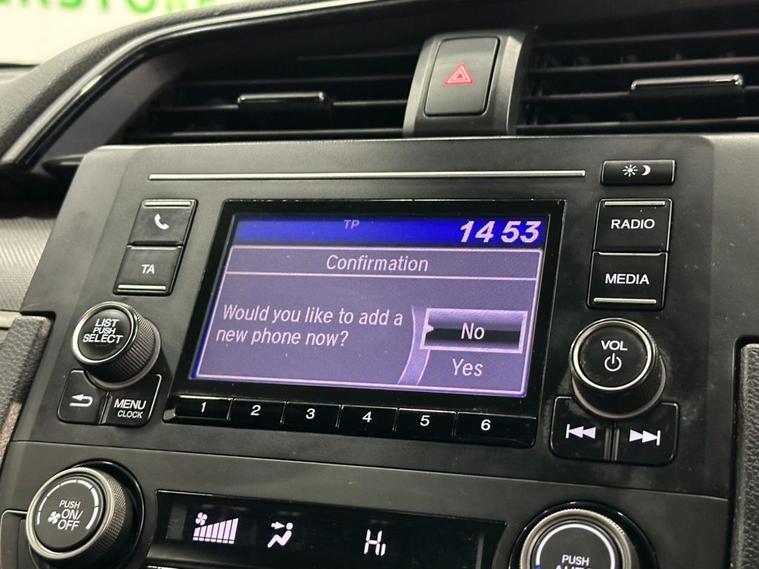 RSTORE
TP
14 53
Confirmation
Would you like to add a
new phone now?
No
Yes
TA
RADIO
MEDIA
LIST
PUSH
SELECT
VOL
MENU
CLOCK
1 2 3 4 5 6
PUSH
ON/
OFF
Hi
PUSH